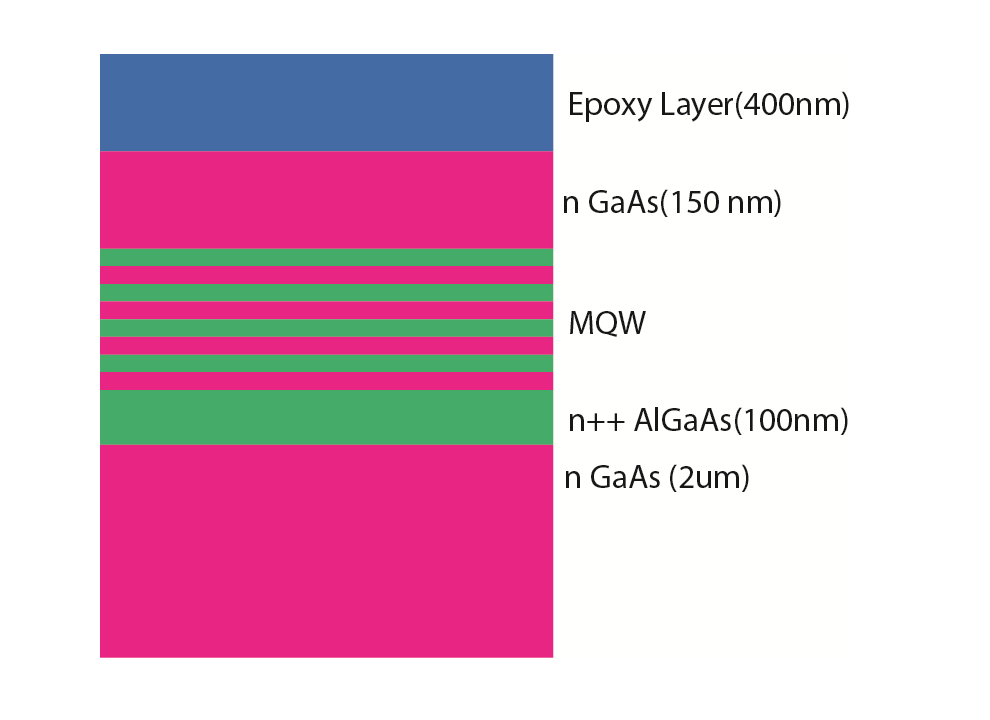 Epoxy Layer(400nm)
n GaAs(150 nm)
MQW
n++ AlGaAs(100nm)
n GaAs (2um)